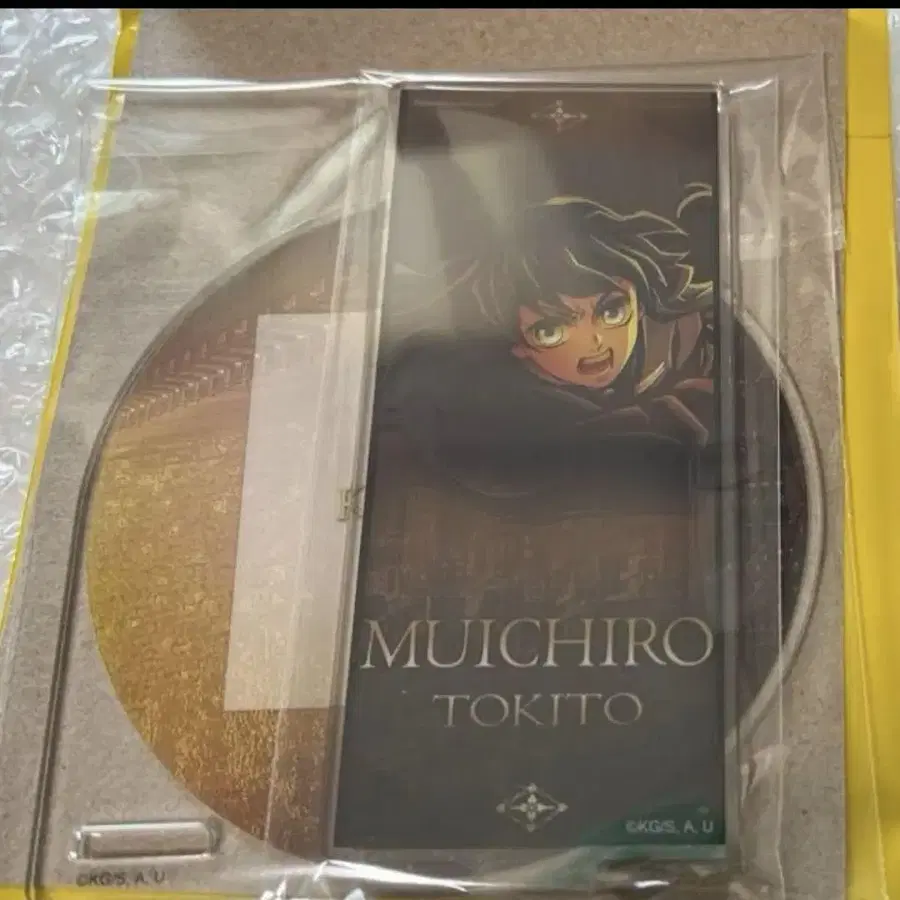 K
MUICHIRO
TOKITO
©KG/S, A, U
©KG/S, A, U